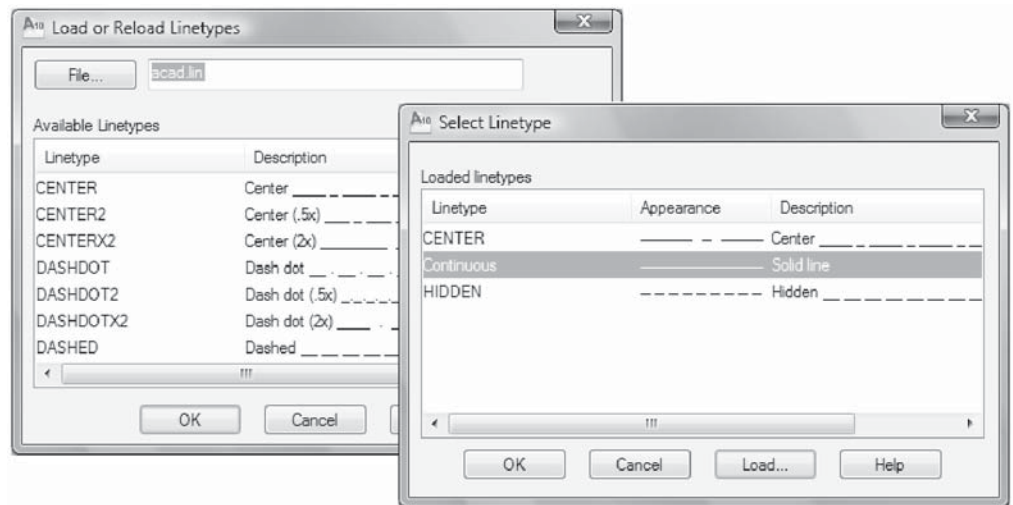 A10 Load or Reload Linetypes
File... acad.lin
Available Linetypes
Linetype Description
CENTER Center
CENTER2 Center (.5x)
CENTERX2 Center (2x)
DASHDOT Dash dot
DASHDOT2 Dash dot (.5x)
DASHDOTX2 Dash dot (2x)
DASHED Dashed
OK Cancel
A10 Select Linetype
Loaded linetypes
Linetype Appearance Description
CENTER Center
Continuous Solid line
HIDDEN Hidden
OK Cancel Load... Help